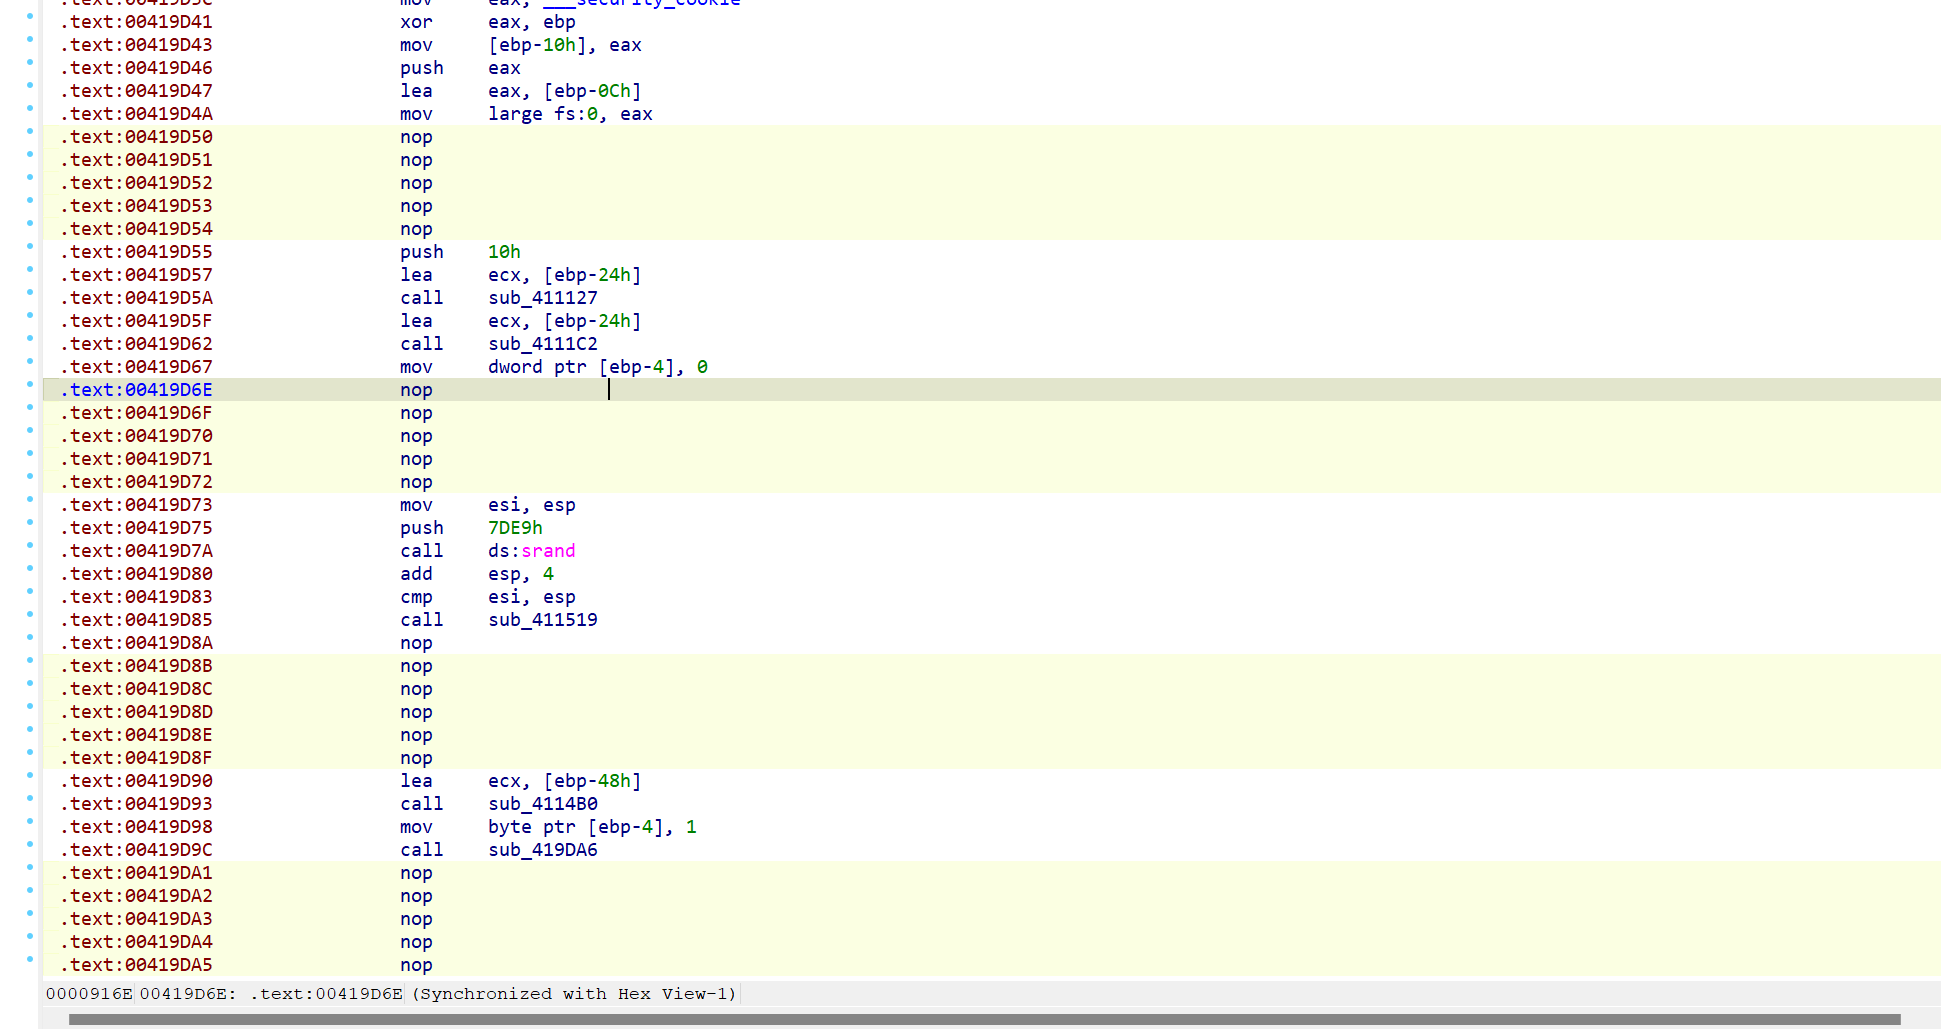 .text:00419D3C mov eax, ___security_cookie
.text:00419D41 xor eax, ebp
.text:00419D43 mov [ebp-10h], eax
.text:00419D46 push eax
.text:00419D47 lea eax, [ebp-0Ch]
.text:00419D4A mov large fs:0, eax
.text:00419D50 nop
.text:00419D51 nop
.text:00419D52 nop
.text:00419D53 nop
.text:00419D54 nop
.text:00419D55 push 10h
.text:00419D57 lea ecx, [ebp-24h]
.text:00419D5A call sub_411127
.text:00419D5F lea ecx, [ebp-24h]
.text:00419D62 call sub_4111C2
.text:00419D67 mov dword ptr [ebp-4], 0
.text:00419D6E nop
.text:00419D6F nop
.text:00419D70 nop
.text:00419D71 nop
.text:00419D72 nop
.text:00419D73 mov esi, esp
.text:00419D75 push 7DE9h
.text:00419D7A call ds:srand
.text:00419D80 add esp, 4
.text:00419D83 cmp esi, esp
.text:00419D85 call sub_411519
.text:00419D8A nop
.text:00419D8B nop
.text:00419D8C nop
.text:00419D8D nop
.text:00419D8E nop
.text:00419D8F nop
.text:00419D90 lea ecx, [ebp-48h]
.text:00419D93 call sub_4114B0
.text:00419D98 mov byte ptr [ebp-4], 1
.text:00419D9C call sub_419DA6
.text:00419DA1 nop
.text:00419DA2 nop
.text:00419DA3 nop
.text:00419DA4 nop
.text:00419DA5 nop
0000916E 00419D6E: .text:00419D6E (Synchronized with Hex View-1)